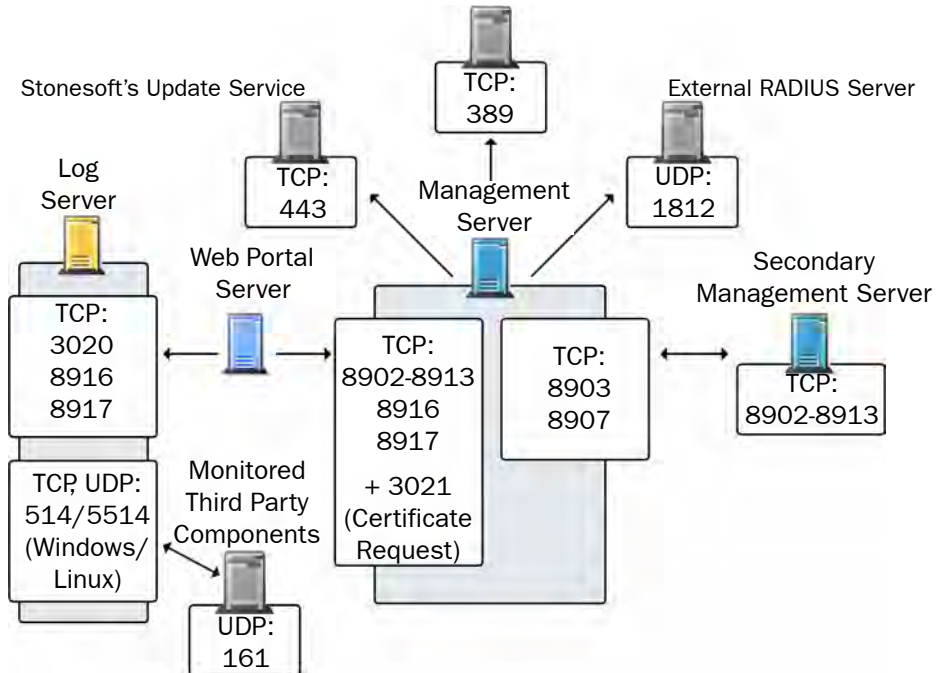 TCP:
389
Stonesoft's Update Service
TCP:
443
External RADIUS Server
UDP:
1812
Log
Server
Management
Server
Web Portal
Server
Secondary
Management Server
TCP:
3020
8916
8917
TCP:
8902-8913
8916
8917
+ 3021
(Certificate
Request)
TCP:
8903
8907
TCP:
8902-8913
TCP, UDP:
514/5514
(Windows/
Linux)
Monitored
Third Party
Components
UDP:
161